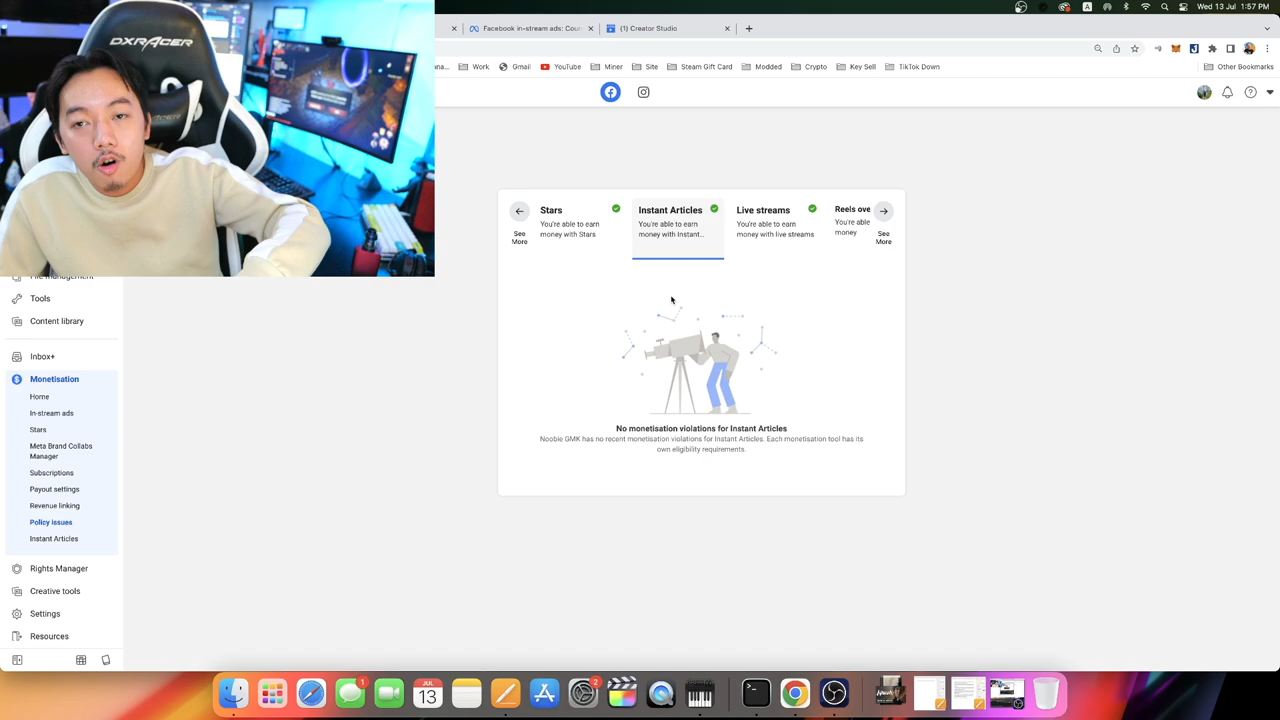 Wed 13 Jul 1:57 PM
Facebook in-stream ads: Cour
(1) Creator Studio
Work
Gmail
YouTube
Miner
Site
Steam Gift Card
Modded
Crypto
Key Sell
TikTok Down
Other Bookmarks
DXRACER
See
More
Stars
You're able to earn
money with Stars
Instant Articles
You're able to earn
money with Instant...
Live streams
You're able to earn
money with live streams
Reels ove
You're able
money
See
More
No monetisation violations for Instant Articles
Noobie GMK has no recent monetisation violations for Instant Articles. Each monetisation tool has its
own eligibility requirements.
Tools
Content library
Inbox+
Monetisation
Home
In-stream ads
Stars
Meta Brand Collabs
Manager
Subscriptions
Payout settings
Revenue linking
Policy issues
Instant Articles
Rights Manager
Creative tools
Settings
Resources
1
JUL
13
2